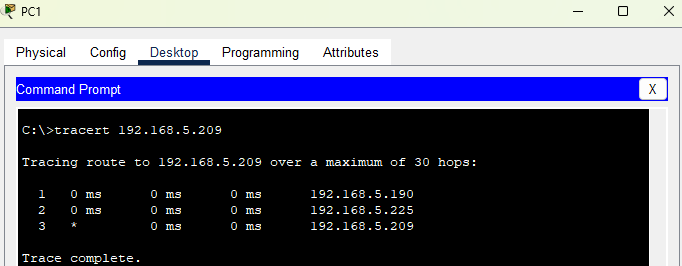 PC1
Physical Config Desktop Programming Attributes
Command Prompt X
C:\>tracert 192.168.5.209
Tracing route to 192.168.5.209 over a maximum of 30 hops:
1 0 ms 0 ms 0 ms 192.168.5.190
2 0 ms 0 ms 0 ms 192.168.5.225
3 * 0 ms 0 ms 192.168.5.209
Trace complete.